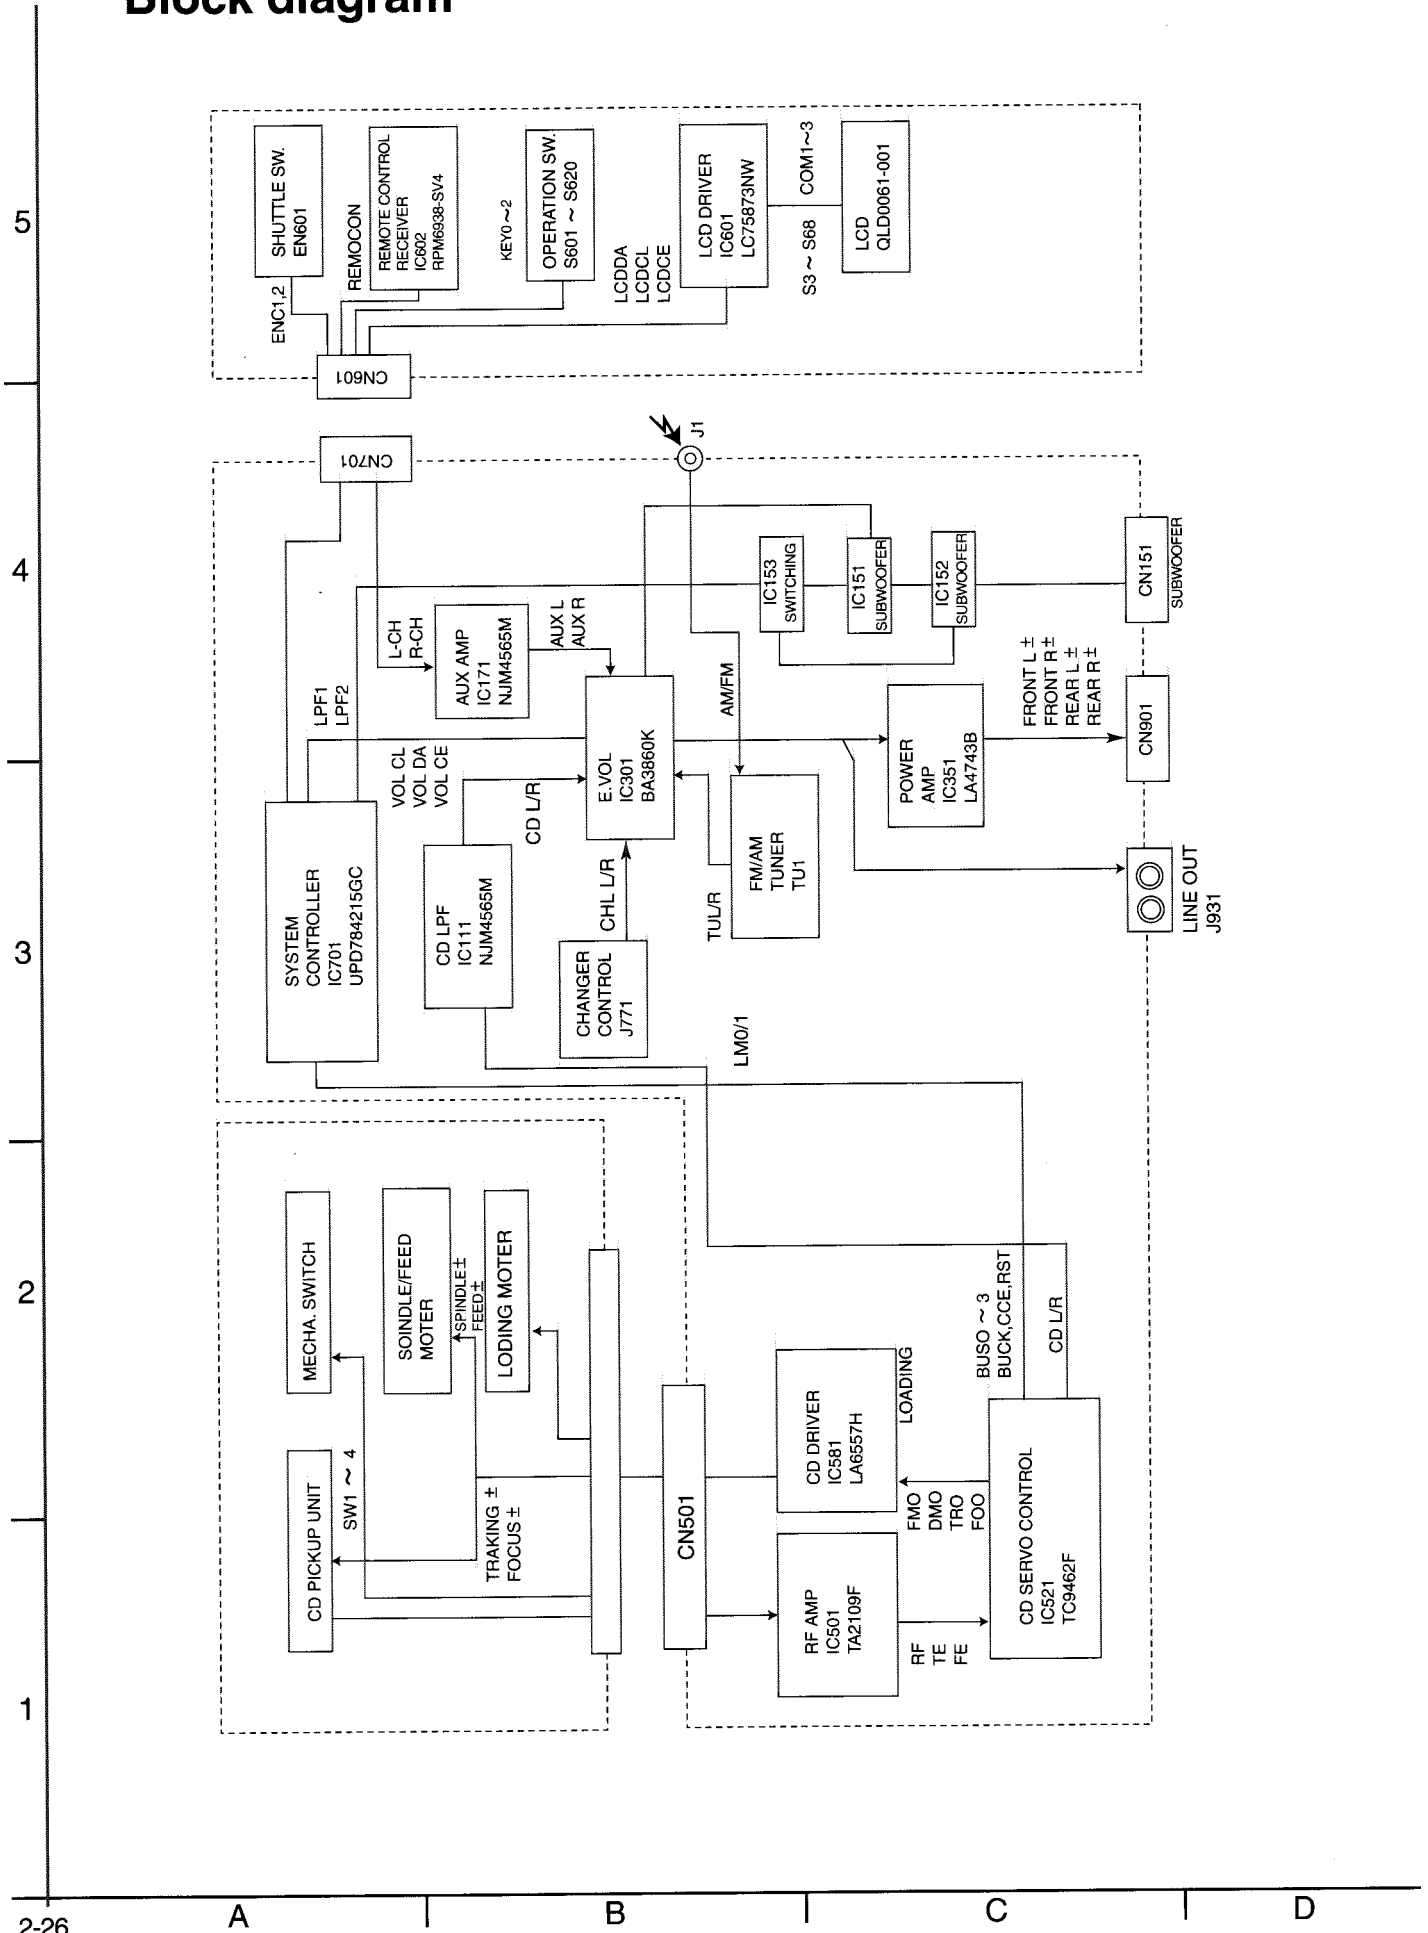 Block diagram
5
4
3
2
1
A
B
C
D
2-26
SHUTTLE SW.
EN601
ENC1,2
REMOCON
REMOTE CONTROL
RECEIVER
IC602
RPM6938-SV4
KEY0~2
OPERATION SW.
S601 ~ S620
LCDDA
LCDCL
LCDCE
LCD DRIVER
IC601
LC75873NW
COM1~3
S3 ~ S68
LCD
QLD0061-001
CN601
CN701
J1
IC153
SWITCHING
IC151
SUBWOOFER
IC152
SUBWOOFER
CN151
SUBWOOFER
L-CH
R-CH
AUX AMP
IC171
NJM4565M
AUX L
AUX R
LPF1
LPF2
AM/FM
FRONT L±
FRONT R±
REAR L±
REAR R±
CN901
VOL CL
VOL DA
VOL CE
E.VOL
IC301
BA3860K
POWER
AMP
IC351
LA4743B
SYSTEM
CONTROLLER
IC701
UPD784215GC
CD LPF
IC111
NJM4565M
CD L/R
CHL L/R
CHANGER
CONTROL
J771
TUL/R
FM/AM
TUNER
TU1
LINE OUT
J931
LM0/1
MECHA. SWITCH
SOINDLE/FEED
MOTER
SPINDLE±
FEED±
LODING MOTER
CD PICKUP UNIT
SW1 ~ 4
TRAKING ±
FOCUS ±
CN501
CD DRIVER
IC581
LA6557H
LOADING
BUSO ~ 3
BUCK,CCE,RST
CD L/R
RF AMP
IC501
TA2109F
FMO
DMO
TRO
FOO
RF
TE
FE
CD SERVO CONTROL
IC521
TC9462F